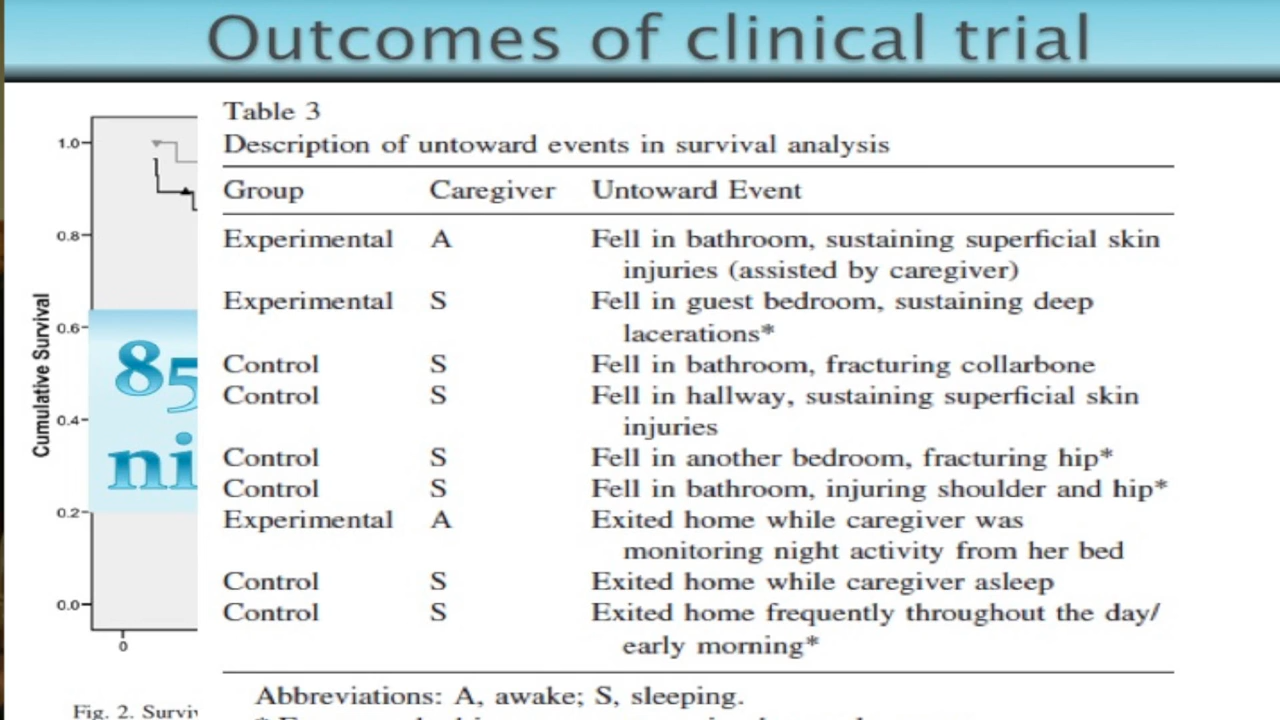 Outcomes of clinical trial
Table 3
Description of untoward events in survival analysis
Group Caregiver Untoward Event
Experimental A Fell in bathroom, sustaining superficial skin
injuries (assisted by caregiver)
Experimental S Fell in guest bedroom, sustaining deep
lacerations*
Control S Fell in bathroom, fracturing collarbone
Control S Fell in hallway, sustaining superficial skin
injuries
Control S Fell in another bedroom, fracturing hip*
Control S Fell in bathroom, injuring shoulder and hip*
Experimental A Exited home while caregiver was
monitoring night activity from her bed
Control S Exited home while caregiver asleep
Control S Exited home frequently throughout the day/
early morning*
Abbreviations: A, awake; S, sleeping.
Cumulative Survival
1.0
0.8
0.6
0.4
0.2
0.0
0
85
ni
Fig. 2.